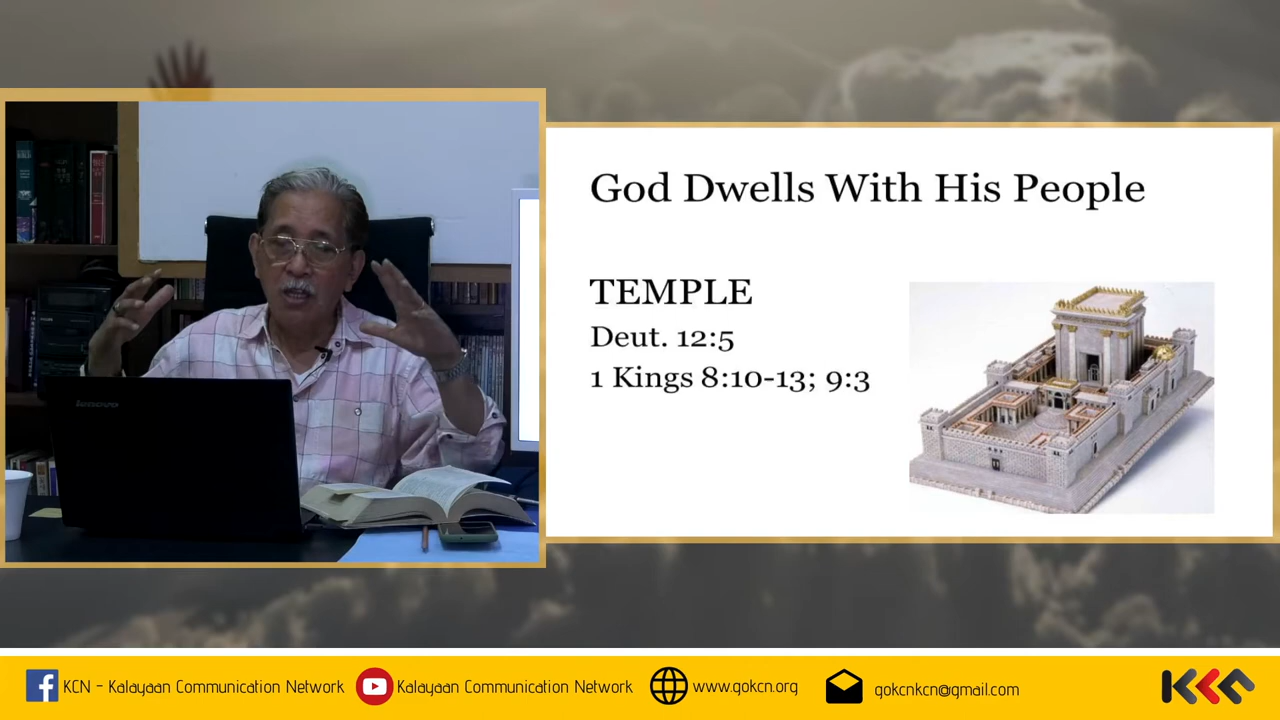 God Dwells With His People
TEMPLE
Deut. 12:5
1 Kings 8:10-13; 9:3
KCN - Kalayaan Communication Network
Kalayaan Communication Network
www.gokcn.org
gokcnkcn@gmail.com
KCN